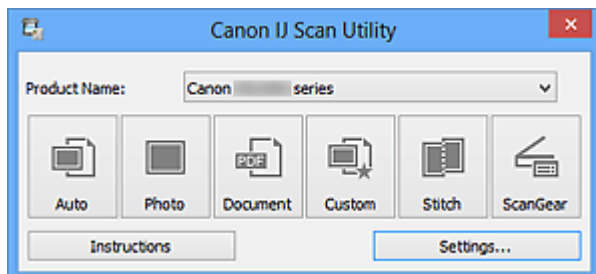 Canon IJ Scan Utility
Product Name: Canon series
PDF
Auto Photo Document Custom Stitch ScanGear
Instructions Settings...